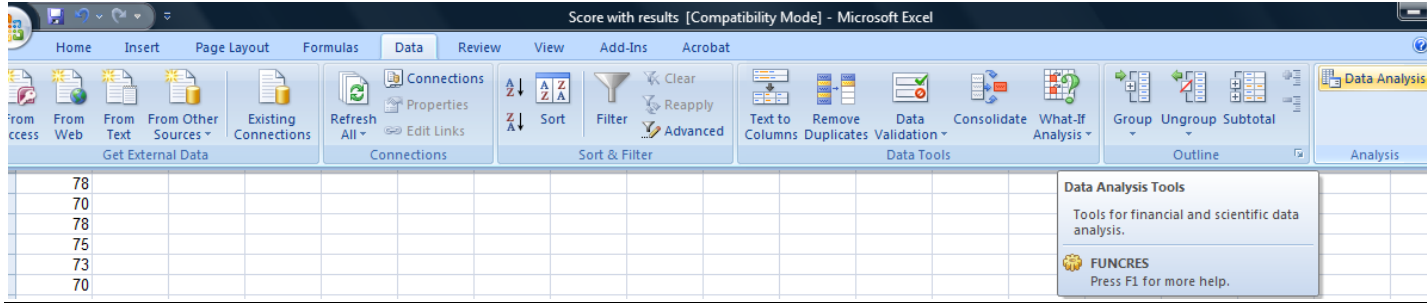 Score with results [Compatibility Mode] - Microsoft Excel
Home Insert Page Layout Formulas Data Review View Add-Ins Acrobat
From Access
From Web
From Text
From Other Sources
Existing Connections
Get External Data
Refresh All
Connections
Properties
Edit Links
Connections
A Z
Z A
A Z
Z A
Sort
Filter
Clear
Reapply
Advanced
Sort & Filter
Text to Columns
Remove Duplicates
Data Validation
Consolidate
What-If Analysis
Data Tools
Group
Ungroup
Subtotal
Outline
Data Analysis
Analysis
78
70
78
75
73
70
Data Analysis Tools
Tools for financial and scientific data
analysis.
FUNCRES
Press F1 for more help.